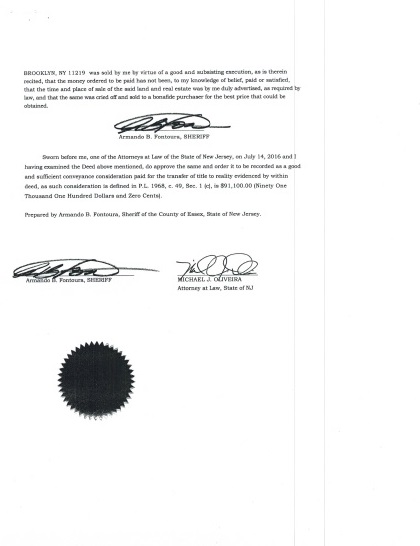 BROOKLYN, NY 11219 was sold by me by virtue of a good and subsisting execution, as is therein
recited, that the money ordered to be paid has not been, to my knowledge of belief, paid or satisfied,
that the time and place of sale of the said land and real estate was by me duly advertised, as required by
law, and that the same was cried off and sold to a bonafide purchaser for the best price that could be
obtained.
Armando B. Fontoura, SHERIFF
Sworn before me, one of the Attorneys at Law of the State of New Jersey, on July 14, 2016 and I
having examined the Deed above mentioned, do approve the same and order it to be recorded as a good
and sufficient conveyance consideration paid for the transfer of title to reality evidenced by within
deed, as such consideration is defined in P.L. 1968, c. 49, Sec. 1 (c), is $91,100.00 (Ninety One
Thousand One Hundred Dollars and Zero Cents).
Prepared by Armando B. Fontoura, Sheriff of the County of Essex, State of New Jersey.
Armando B. Fontoura, SHERIFF
MICHAEL J. OLIVEIRA
Attorney at Law, State of NJ